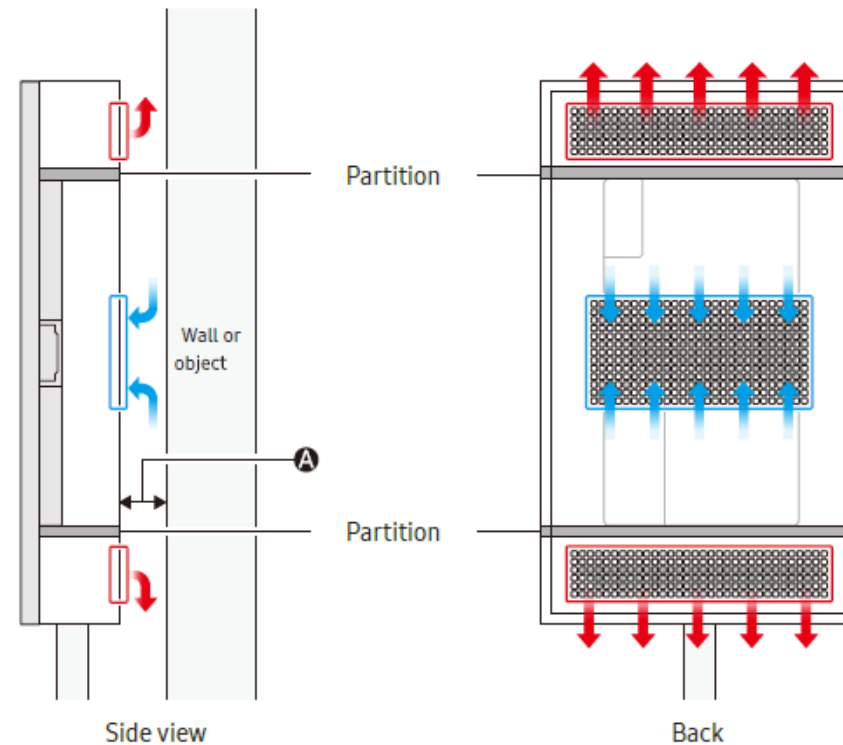 Partition
Wall or
object
A
Partition
Side view
Back